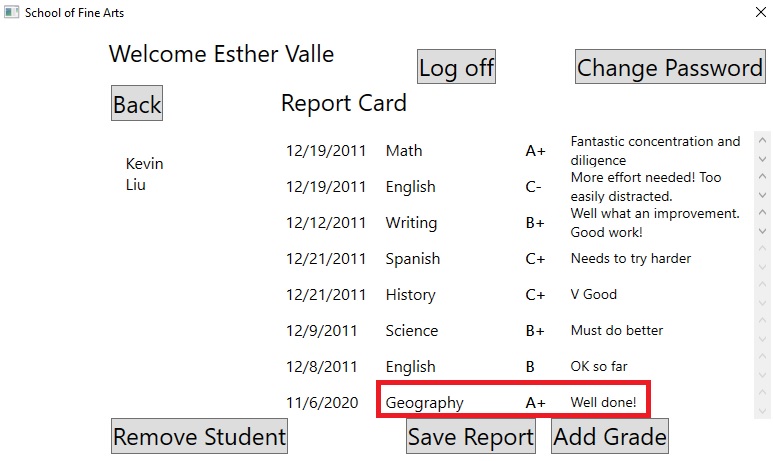 School of Fine Arts
Welcome Esther Valle
Log off
Change Password
Back
Report Card
Kevin
Liu
12/19/2011 Math A+ Fantastic concentration and
diligence
12/19/2011 English C- More effort needed! Too
easily distracted.
12/12/2011 Writing B+ Well what an improvement.
Good work!
12/21/2011 Spanish C+ Needs to try harder
12/21/2011 History C+ V Good
12/9/2011 Science B+ Must do better
12/8/2011 English B OK so far
11/6/2020 Geography A+ Well done!
Remove Student
Save Report
Add Grade